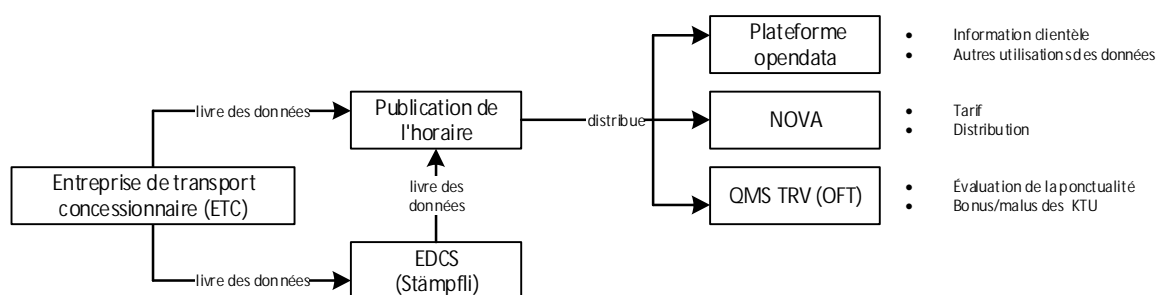 Plateforme
opendata
• Information clientèle
• Autres utilisations des données
livre des données
Publication de
l'horaire
distribue
NOVA
• Tarif
• Distribution
Entreprise de transport
concessionnaire (ETC)
livre des
données
QMS TRV (OFT)
• Évaluation de la ponctualité
• Bonus/malus des KTU
livre des données
EDCS
(Stämpfli)